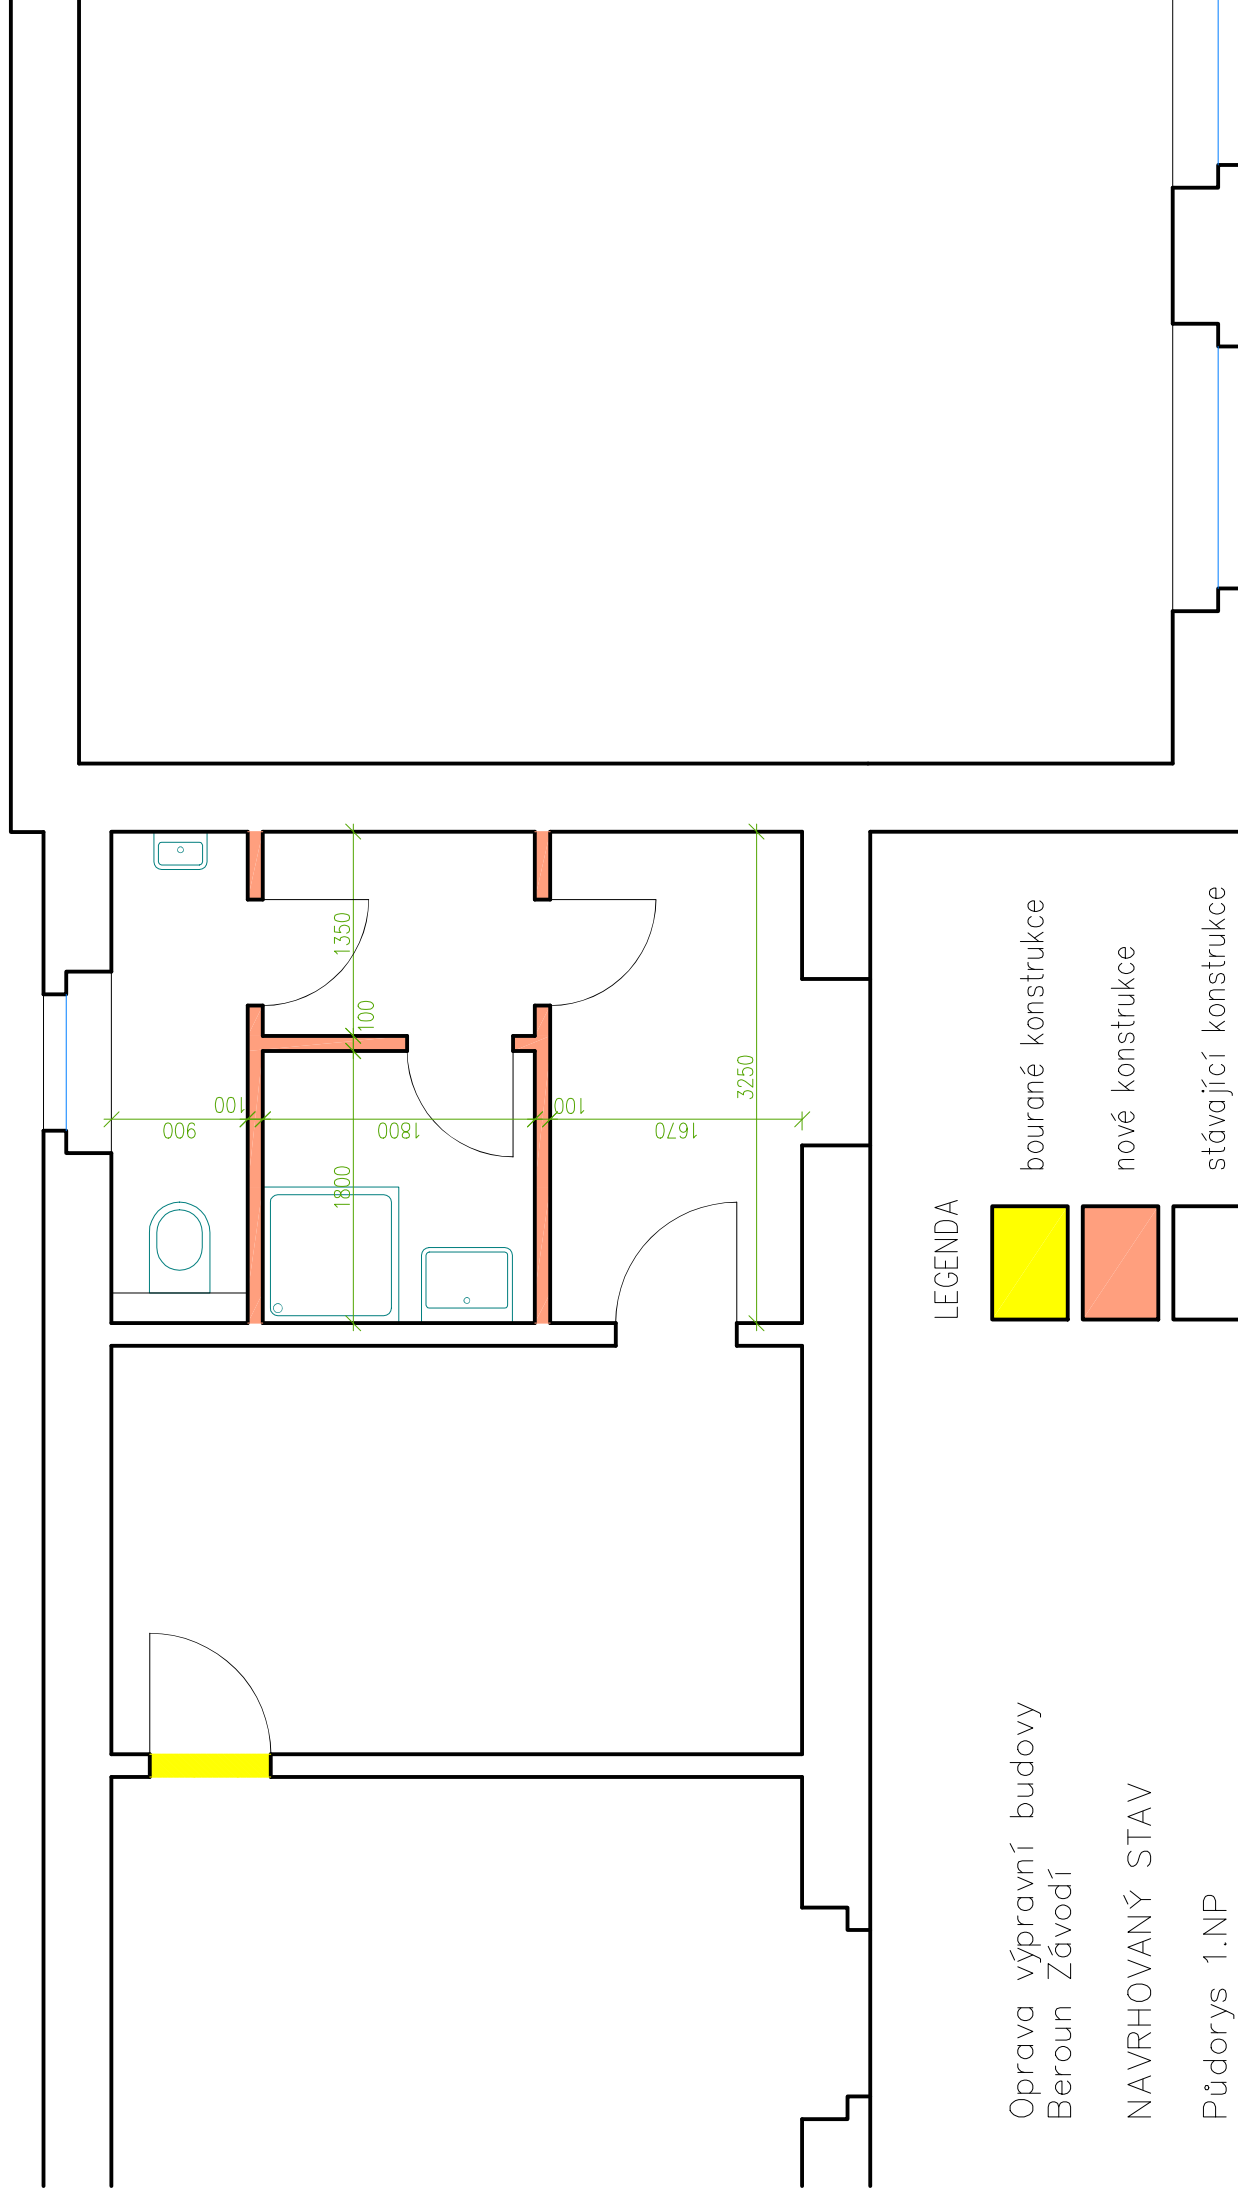 900
100
1800
100
1670
1350
100
1800
3250
LEGENDA
bourané konstrukce
nové konstrukce
stávající konstrukce
Oprava výpravní budovy
Beroun Závodí
NAVRHOVANÝ STAV
Půdorys 1.NP